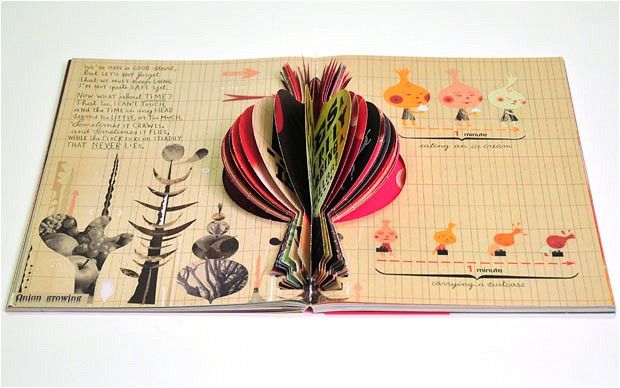 WE'VE MADE a GOOD start,
but LET'S NOT forget
that WE MUST KEEP GOING
I'M NOT quite SAFE yet.
NOW WHAT about TIME?
That too, I CAN'T TOUCH,
and the TIME in my HEAD
seems TOO LITTLE, or TOO MUCH,
Sometimes it CRAWLS,
and sometimes it FLIES,
WHILE the CLOCK ticks on STEADILY
THAT NEVER LIES.
Onion growing
1 minute
eating an ice cream
1 minute
carrying a suitcase